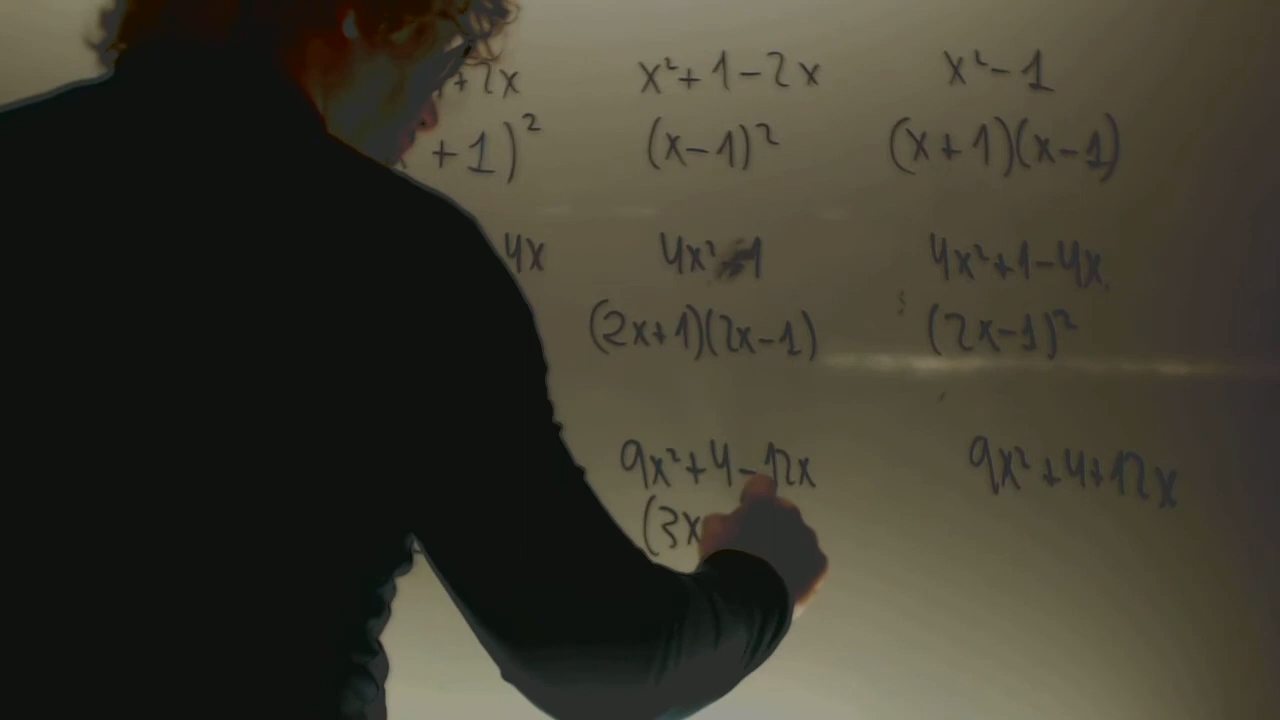 +2x x²+1-2x x²-1
+1)² (x-1)² (x+1)(x-1)
4x 4x²-1 4x²+1-4x
(2x+1)(2x-1) (2x-1)²
9x²+4-12x 9x²+4+12x
(3x